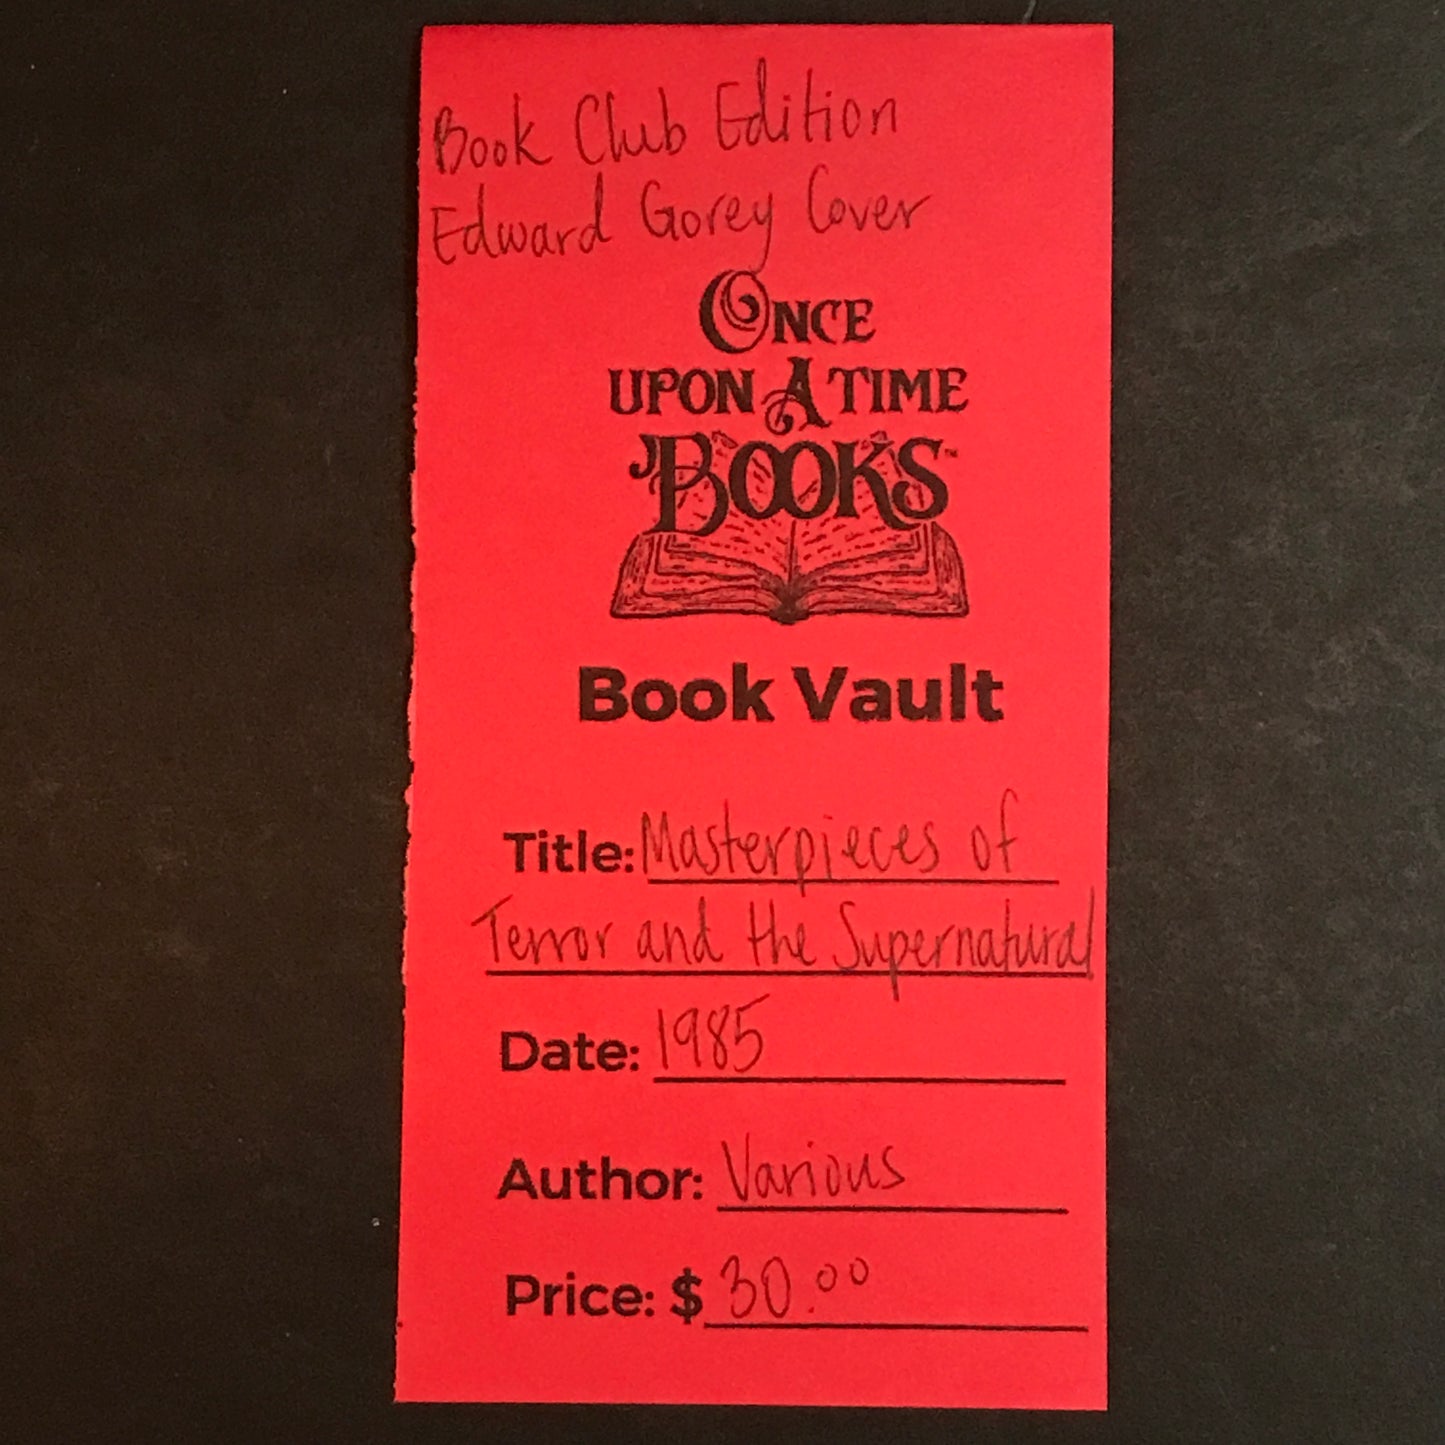 Book Club Edition
Edward Gorey Cover
ONCE
UPON A TIME
BOOKS™
Book Vault
Title: Masterpieces of
Terror and the Supernatural
Date: 1985
Author: Various
Price: $ 30.00